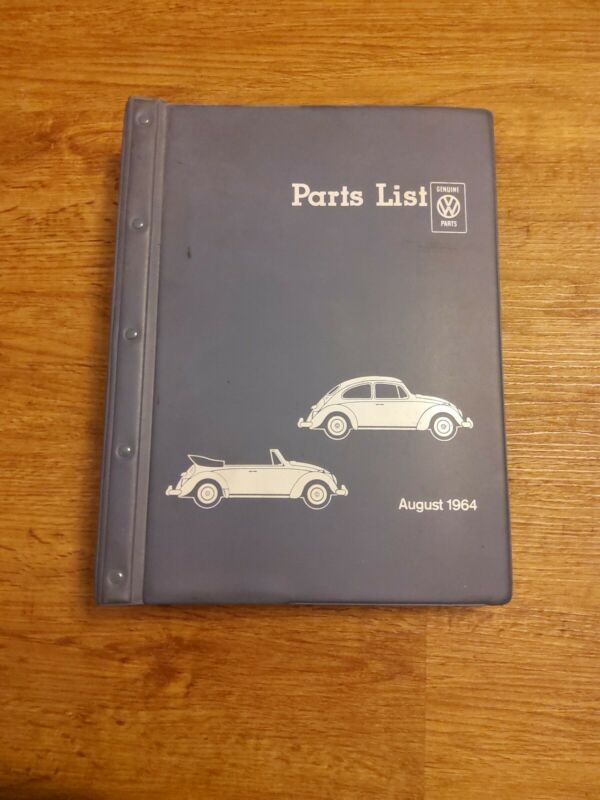 Parts List
GENUINE
VW
PARTS
August 1964